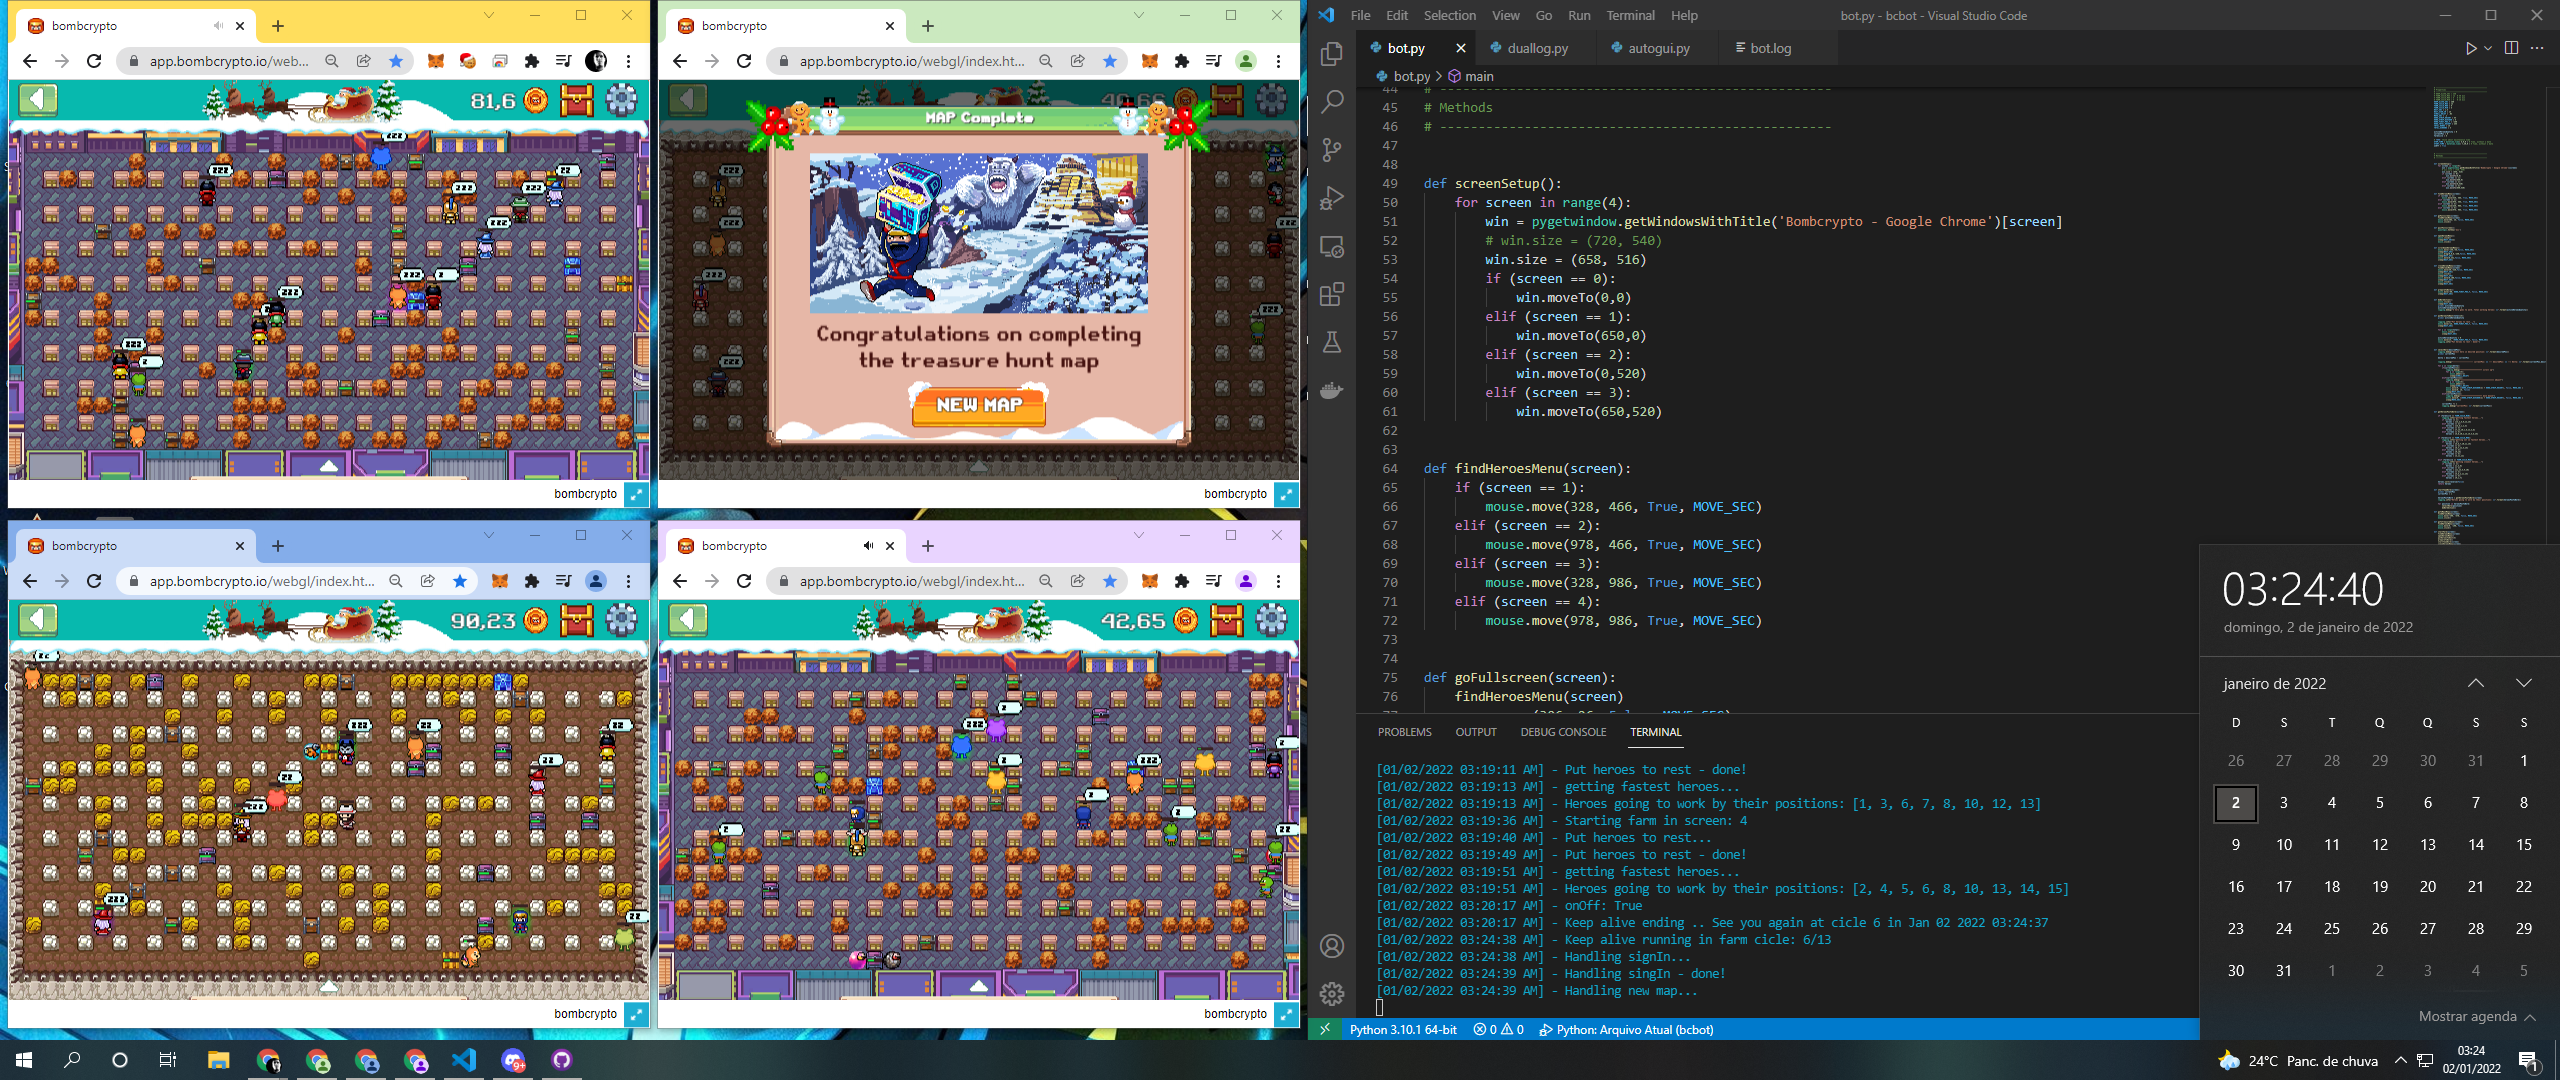 bombcrypto
app.bombcrypto.io/web...
81,6
bombcrypto
bombcrypto
app.bombcrypto.io/webgl/index.ht...
MAP Complete
Congratulations on completing
the treasure hunt map
NEW MAP
bombcrypto
bombcrypto
app.bombcrypto.io/webgl/index.ht...
90,23
bombcrypto
bombcrypto
app.bombcrypto.io/webgl/index.ht...
42,65
bombcrypto
File Edit Selection View Go Run Terminal Help
bot.py - bcbot - Visual Studio Code
bot.py duallog.py autogui.py bot.log
bot.py > main
44 # --------------------------------------------------
45 # Methods
46 # --------------------------------------------------
47
48
49 def screenSetup():
50 for screen in range(4):
51 win = pygetwindow.getWindowsWithTitle('Bombcrypto - Google Chrome')[screen]
52 # win.size = (720, 540)
53 win.size = (658, 516)
54 if (screen == 0):
55 win.moveTo(0,0)
56 elif (screen == 1):
57 win.moveTo(650,0)
58 elif (screen == 2):
59 win.moveTo(0,520)
60 elif (screen == 3):
61 win.moveTo(650,520)
62
63
64 def findHeroesMenu(screen):
65 if (screen == 1):
66 mouse.move(328, 466, True, MOVE_SEC)
67 elif (screen == 2):
68 mouse.move(978, 466, True, MOVE_SEC)
69 elif (screen == 3):
70 mouse.move(328, 986, True, MOVE_SEC)
71 elif (screen == 4):
72 mouse.move(978, 986, True, MOVE_SEC)
73
74
75 def goFullscreen(screen):
76 findHeroesMenu(screen)
PROBLEMS OUTPUT DEBUG CONSOLE TERMINAL
[01/02/2022 03:19:11 AM] - Put heroes to rest - done!
[01/02/2022 03:19:13 AM] - getting fastest heroes...
[01/02/2022 03:19:13 AM] - Heroes going to work by their positions: [1, 3, 6, 7, 8, 10, 12, 13]
[01/02/2022 03:19:36 AM] - Starting farm in screen: 4
[01/02/2022 03:19:40 AM] - Put heroes to rest...
[01/02/2022 03:19:49 AM] - Put heroes to rest - done!
[01/02/2022 03:19:51 AM] - getting fastest heroes...
[01/02/2022 03:19:51 AM] - Heroes going to work by their positions: [2, 4, 5, 6, 8, 10, 13, 14, 15]
[01/02/2022 03:20:17 AM] - onOff: True
[01/02/2022 03:20:17 AM] - Keep alive ending .. See you again at cicle 6 in Jan 02 2022 03:24:37
[01/02/2022 03:24:38 AM] - Keep alive running in farm cicle: 6/13
[01/02/2022 03:24:38 AM] - Handling signIn...
[01/02/2022 03:24:39 AM] - Handling singIn - done!
[01/02/2022 03:24:39 AM] - Handling new map...
Python 3.10.1 64-bit 0 0 Python: Arquivo Atual (bcbot)
03:24:40
domingo, 2 de janeiro de 2022
janeiro de 2022
D S T Q Q S S
26 27 28 29 30 31 1
2 3 4 5 6 7 8
9 10 11 12 13 14 15
16 17 18 19 20 21 22
23 24 25 26 27 28 29
30 31 1 2 3 4 5
Mostrar agenda
24°C Panc. de chuva
03:24
02/01/2022
1
9+